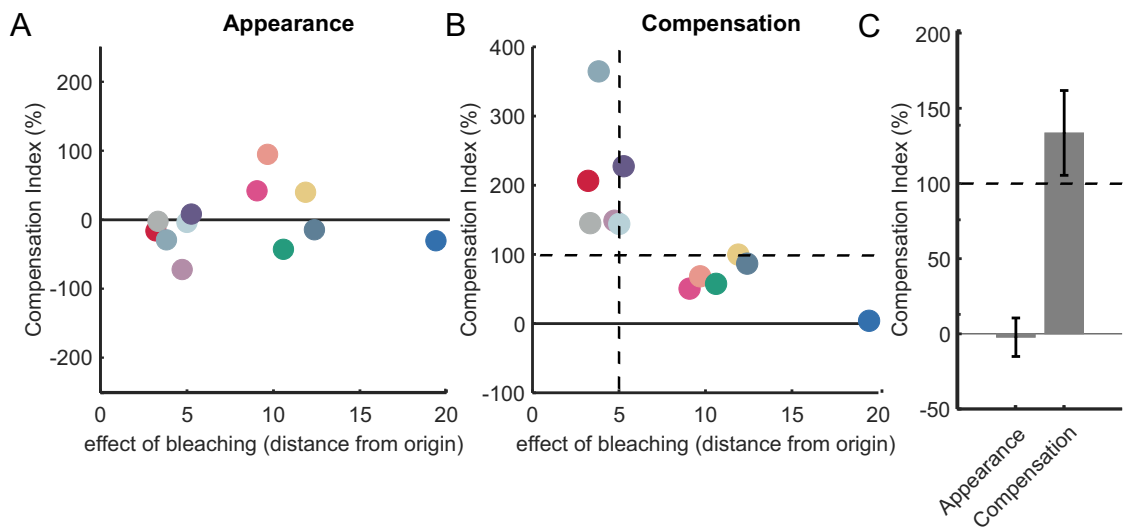 A
Appearance
Compensation Index (%)
200
100
0
-100
-200
0
5
10
15
20
effect of bleaching (distance from origin)
B
Compensation
Compensation Index (%)
400
300
200
100
0
-100
0
5
10
15
20
effect of bleaching (distance from origin)
C
Compensation Index (%)
200
150
100
50
0
-50
Appearance
Compensation